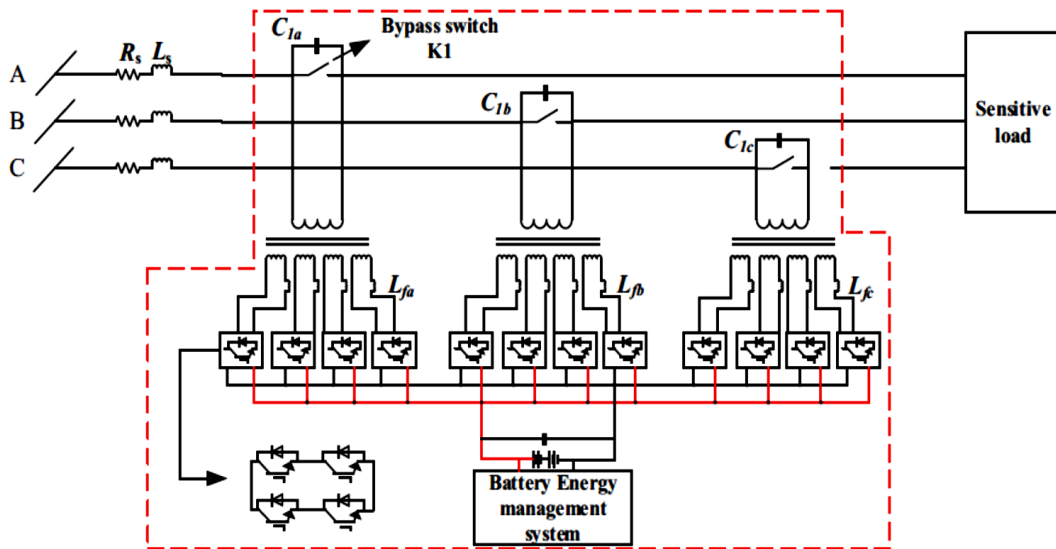 C1a
Bypass switch
K1
Rs Ls
A
B
C1b
C
C1c
Sensitive
load
Lfa
Lfb
Lfc
Battery Energy
management
system